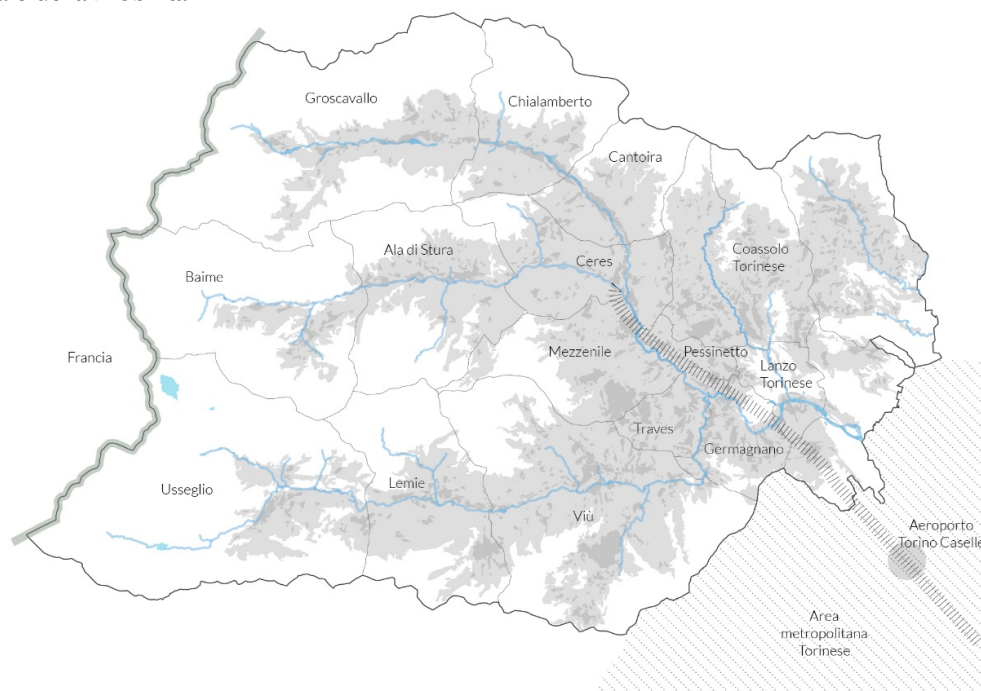 Groscavallo
Chialamberto
Cantoira
Ala di Stura
Ceres
Coassolo
Torinese
Baime
Francia
Mezzenile
Pessinetto
Lanzo
Torinese
Traves
Germagnano
Usseglio
Lemie
Viù
Aeroporto
Torino Caselle
Area
metropolitana
Torinese